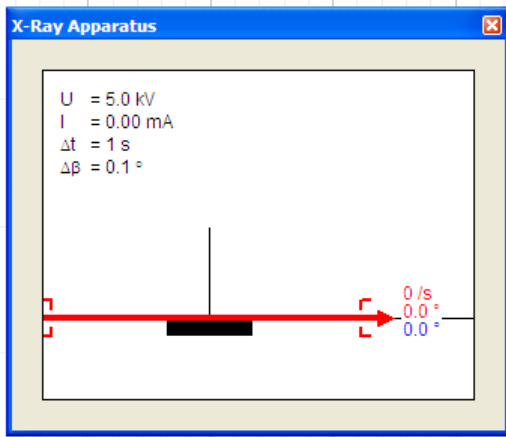 X-Ray Apparatus
U = 5.0 kV
I = 0.00 mA
Δt = 1 s
Δβ = 0.1 °
0 /s
0.0 °
0.0 °